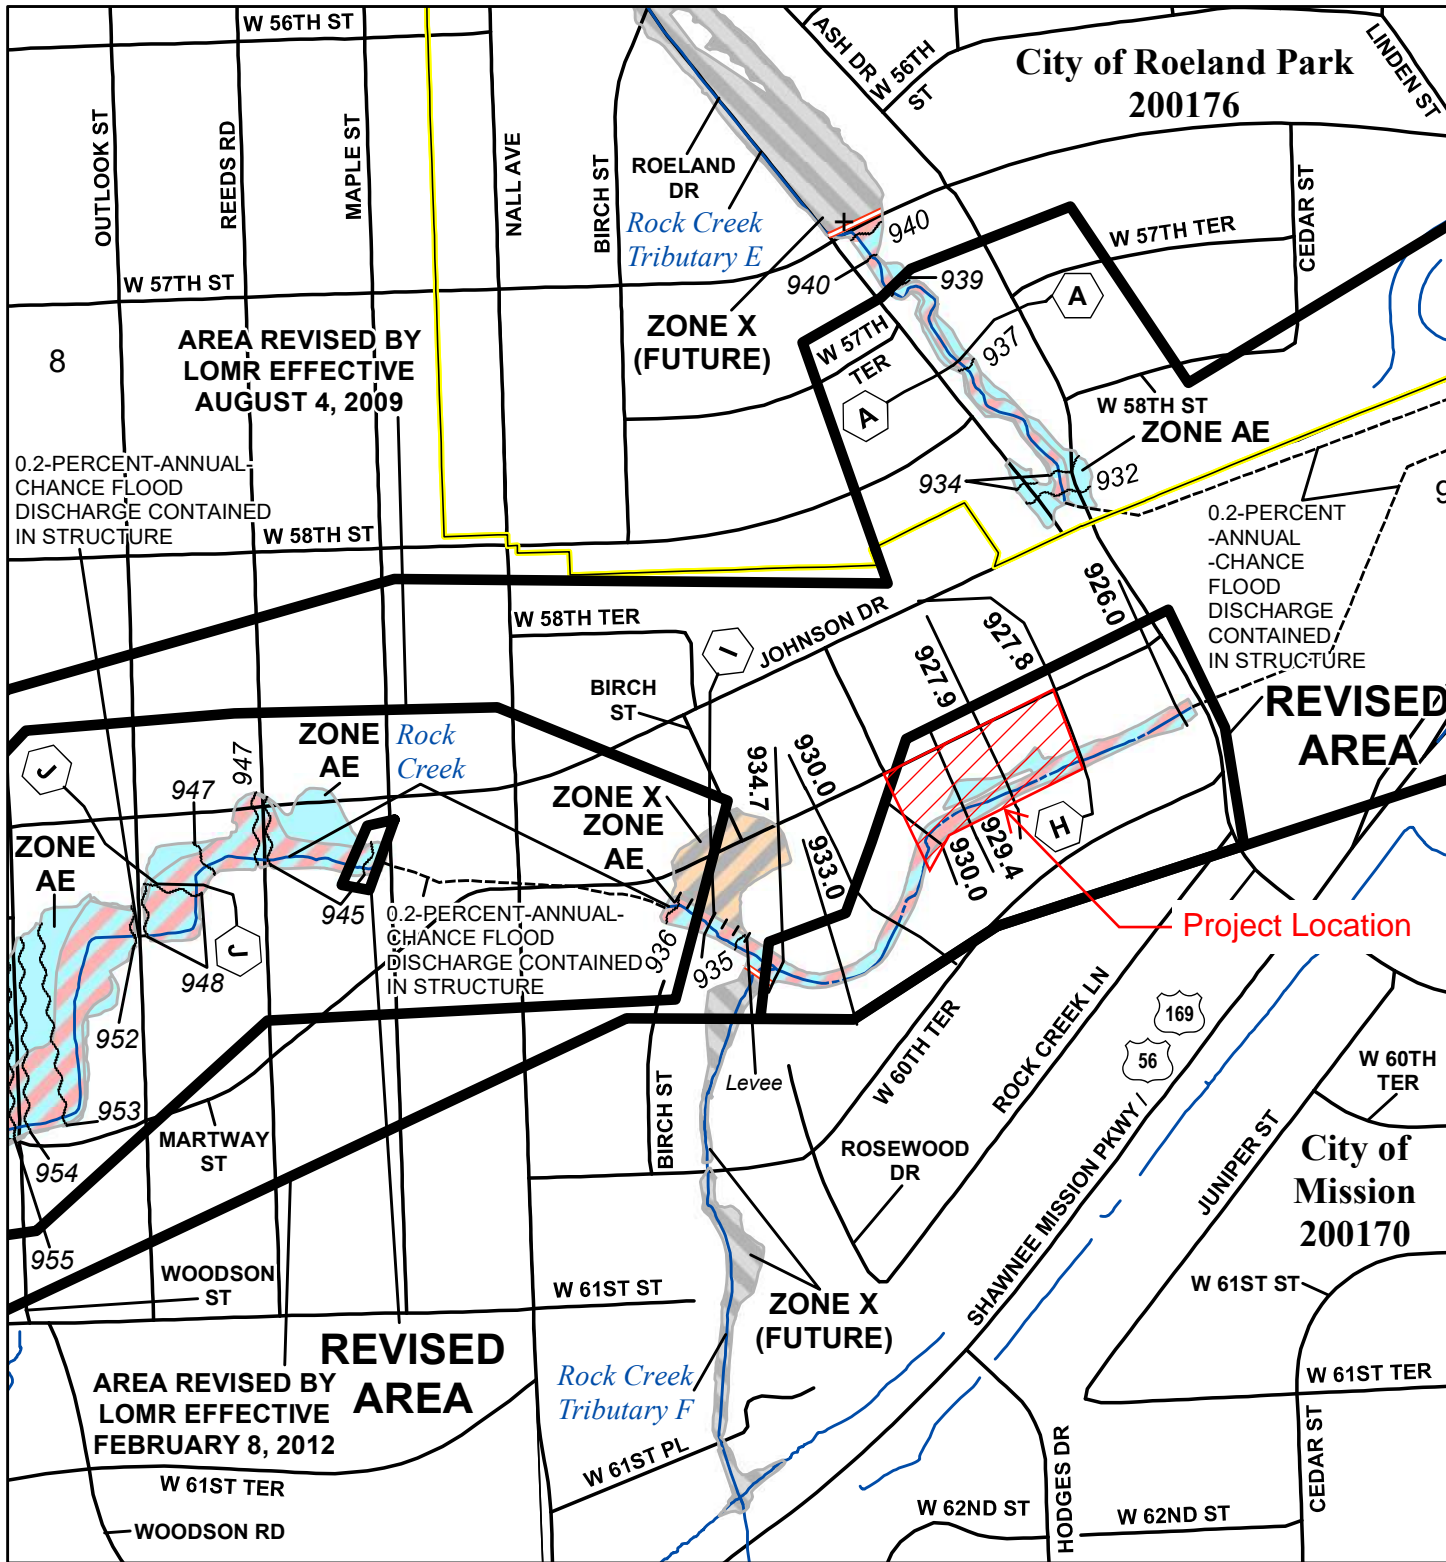 W 56TH ST
ASH DR
W 56TH
ST
City of Roeland Park
200176
LINDEN ST
OUTLOOK ST
REEDS RD
MAPLE ST
NALL AVE
BIRCH ST
ROELAND
DR
Rock Creek
Tributary E
940
W 57TH TER
CEDAR ST
W 57TH ST
940
939
A
ZONE X
(FUTURE)
W 57TH
TER
937
8
AREA REVISED BY
LOMR EFFECTIVE
AUGUST 4, 2009
A
W 58TH ST
ZONE AE
0.2-PERCENT-ANNUAL-
CHANCE FLOOD
DISCHARGE CONTAINED
IN STRUCTURE
934
932
9
0.2-PERCENT
-ANNUAL
-CHANCE
FLOOD
DISCHARGE
CONTAINED
IN STRUCTURE
W 58TH ST
926.0
W 58TH TER
I
JOHNSON DR
927.8
927.9
BIRCH
ST
REVISED
AREA
J
947
947
ZONE
AE
Rock
Creek
934.7
930.0
ZONE X
ZONE
AE
ZONE
AE
933.0
H
929.4
930.0
945
0.2-PERCENT-ANNUAL-
CHANCE FLOOD
DISCHARGE CONTAINED
IN STRUCTURE
Project Location
J
948
936
935
952
W 60TH TER
ROCK CREEK LN
169
56
W 60TH
TER
Levee
953
MARTWAY
ST
954
BIRCH ST
ROSEWOOD
DR
SHAWNEE MISSION PKWY /
JUNIPER ST
City of
Mission
200170
955
WOODSON
ST
W 61ST ST
ZONE X
(FUTURE)
W 61ST ST
REVISED
AREA
AREA REVISED BY
LOMR EFFECTIVE
FEBRUARY 8, 2012
Rock Creek
Tributary F
W 61ST TER
W 61ST PL
HODGES DR
CEDAR ST
W 61ST TER
WOODSON RD
W 62ND ST
W 62ND ST